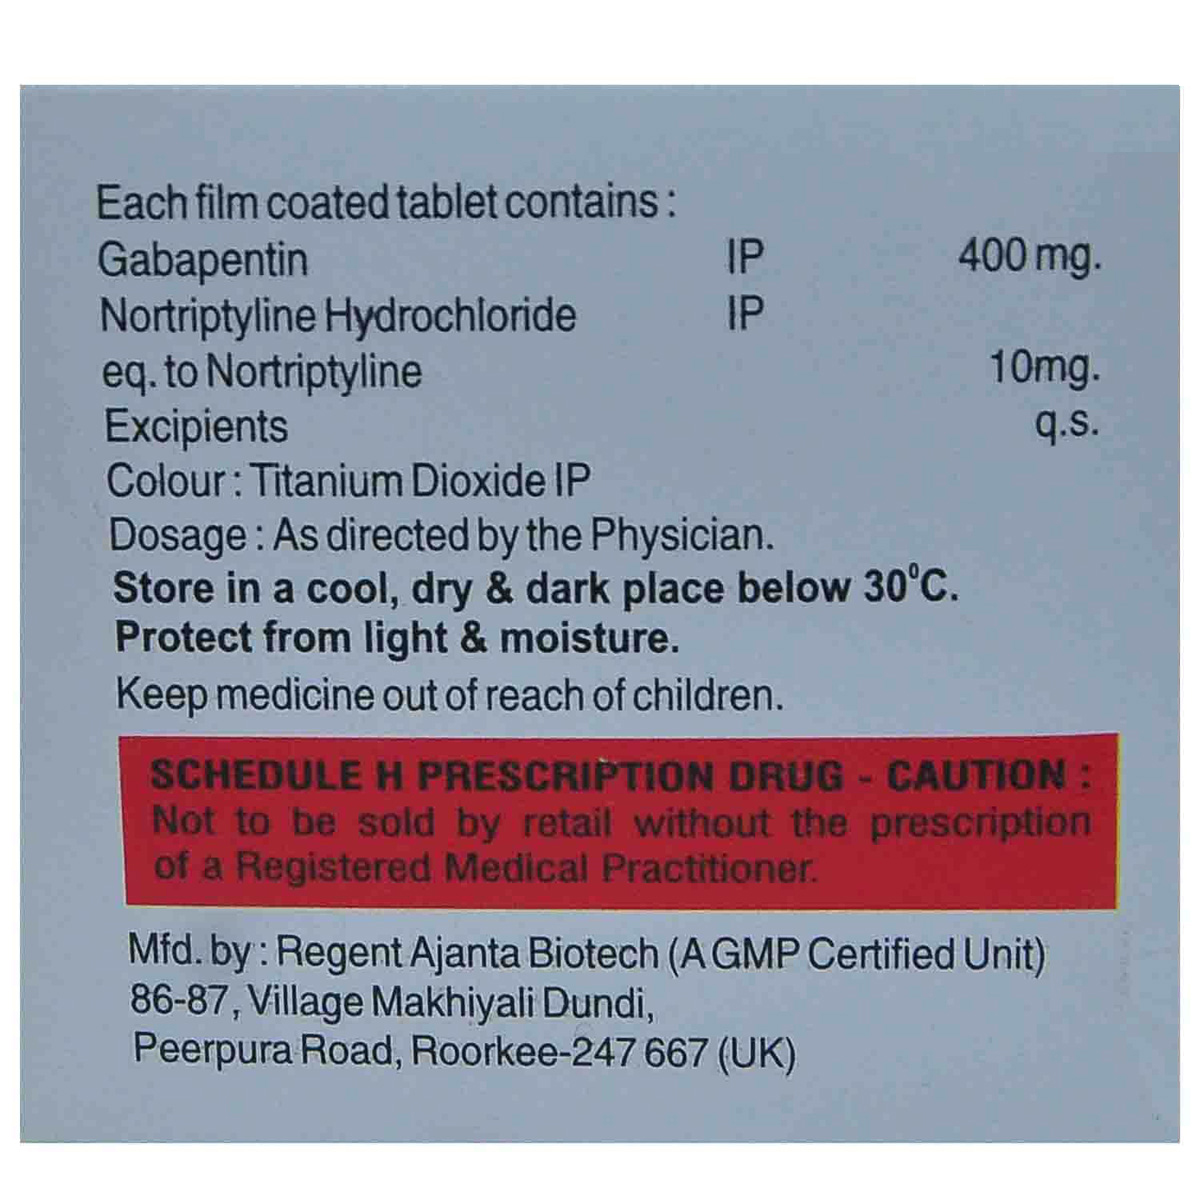 Each film coated tablet contains :
Gabapentin IP 400 mg.
Nortriptyline Hydrochloride IP
eq. to Nortriptyline 10mg.
Excipients q.s.
Colour : Titanium Dioxide IP
Dosage : As directed by the Physician.
Store in a cool, dry & dark place below 30⁰C.
Protect from light & moisture.
Keep medicine out of reach of children.
SCHEDULE H PRESCRIPTION DRUG - CAUTION :
Not to be sold by retail without the prescription
of a Registered Medical Practitioner.
Mfd. by : Regent Ajanta Biotech (A GMP Certified Unit)
86-87, Village Makhiyali Dundi,
Peerpura Road, Roorkee-247 667 (UK)